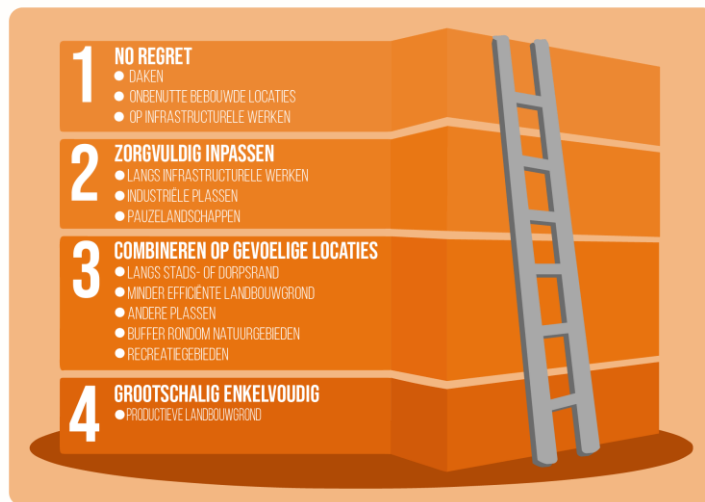 1
NO REGRET
● DAKEN
● ONBENUTTE BEBOUWDE LOCATIES
● OP INFRASTRUCTURELE WERKEN
2
ZORGVULDIG INPASSEN
● LANGS INFRASTRUCTURELE WERKEN
● INDUSTRIËLE PLASSEN
● PAUZELANDSCHAPPEN
3
COMBINEREN OP GEVOELIGE LOCATIES
● LANGS STADS- OF DORPSRAND
● MINDER EFFICIËNTE LANDBOUWGROND
● ANDERE PLASSEN
● BUFFER RONDOM NATUURGEBIEDEN
● RECREATIEGEBIEDEN
4
GROOTSCHALIG ENKELVOUDIG
● PRODUCTIEVE LANDBOUWGROND